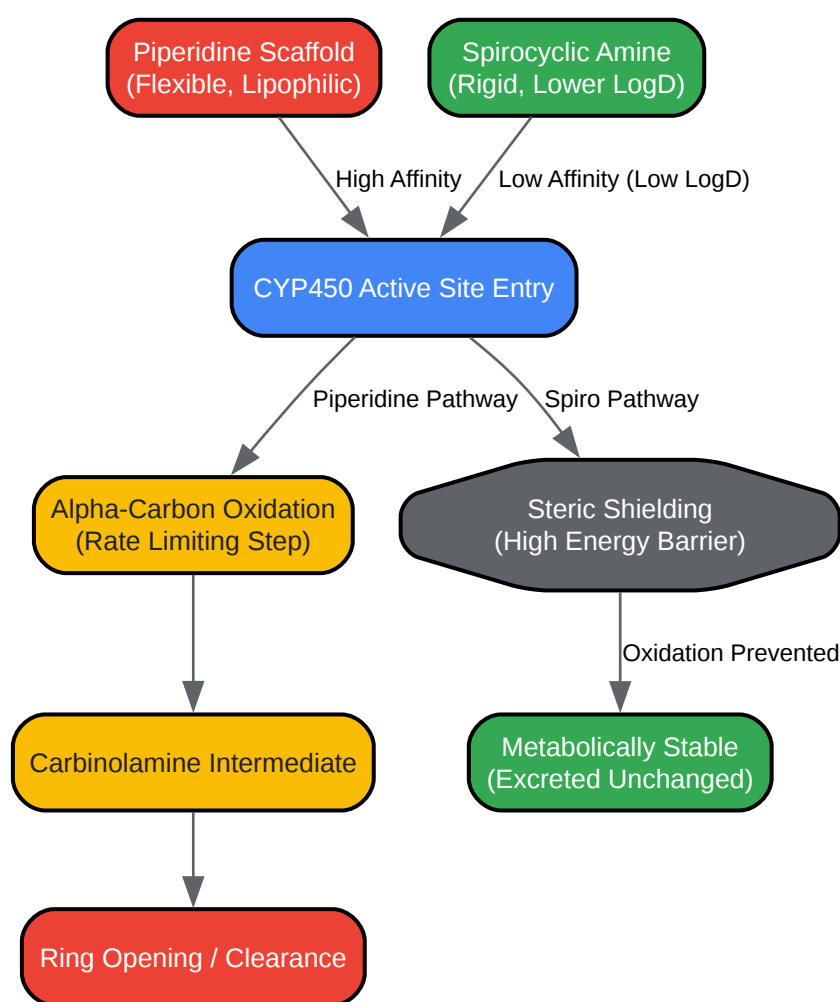 Piperidine Scaffold
(Flexible, Lipophilic)
Spirocyclic Amine
(Rigid, Lower LogD)
High Affinity
Low Affinity (Low LogD)
CYP450 Active Site Entry
Piperidine Pathway
Spiro Pathway
Alpha-Carbon Oxidation
(Rate Limiting Step)
Steric Shielding
(High Energy Barrier)
Oxidation Prevented
Carbinolamine Intermediate
Metabolically Stable
(Excreted Unchanged)
Ring Opening / Clearance